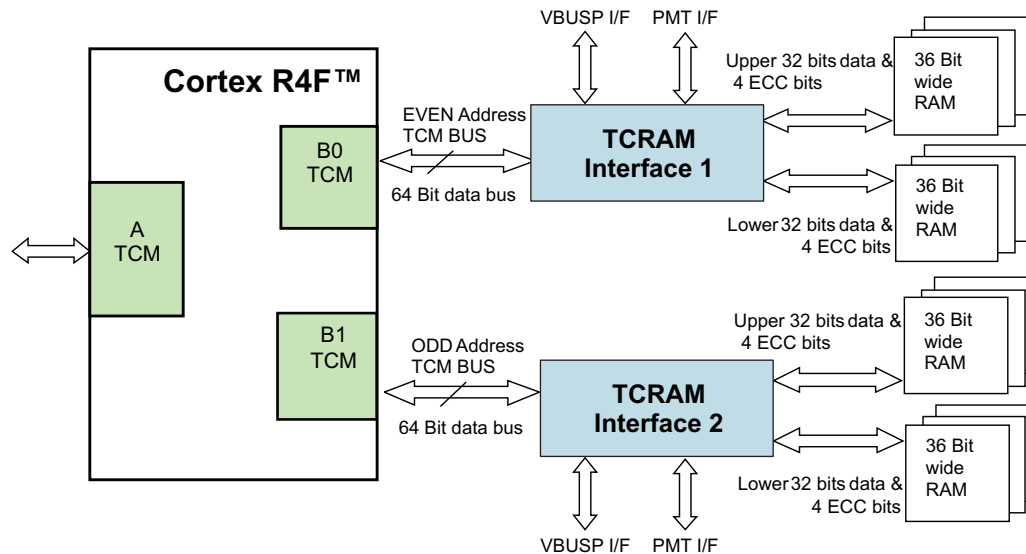 VBUSP I/F
PMT I/F
Cortex R4F™
A
TCM
B0
TCM
B1
TCM
EVEN Address
TCM BUS
64 Bit data bus
TCRAM
Interface 1
Upper 32 bits data &
4 ECC bits
36 Bit
wide
RAM
Lower 32 bits data &
4 ECC bits
36 Bit
wide
RAM
ODD Address
TCM BUS
64 Bit data bus
TCRAM
Interface 2
Upper 32 bits data &
4 ECC bits
36 Bit
wide
RAM
Lower 32 bits data &
4 ECC bits
36 Bit
wide
RAM
VBUSP I/F
PMT I/F